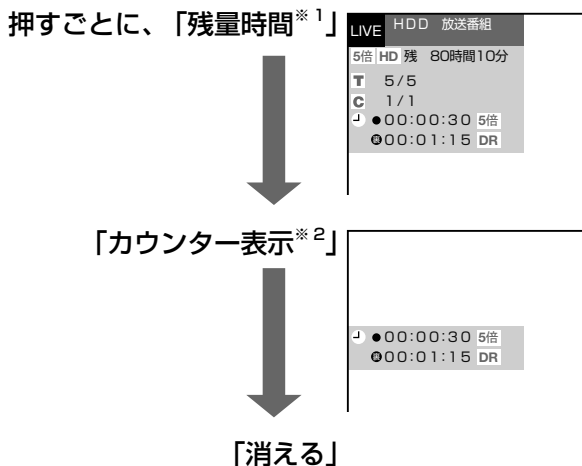 押すごとに、「残量時間※1」
LIVE HDD 放送番組
5倍 HD 残 80時間10分
T 5/5
C 1/1
●00:00:30 5倍
00:01:15 DR
「カウンター表示※2」
●00:00:30 5倍
00:01:15 DR
「消える」